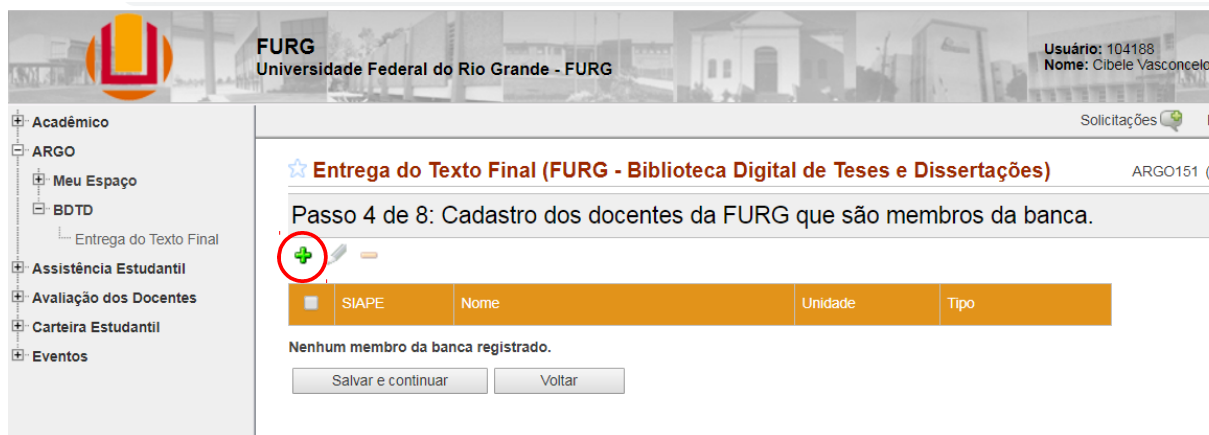 FURG
Universidade Federal do Rio Grande - FURG
Usuário: 104188
Nome: Cibele Vasconcelo
Solicitações
Acadêmico
ARGO
Meu Espaço
BDTD
Entrega do Texto Final
Assistência Estudantil
Avaliação dos Docentes
Carteira Estudantil
Eventos
Entrega do Texto Final (FURG - Biblioteca Digital de Teses e Dissertações)
ARGO151 (
Passo 4 de 8: Cadastro dos docentes da FURG que são membros da banca.
SIAPE Nome Unidade Tipo
Nenhum membro da banca registrado.
Salvar e continuar Voltar